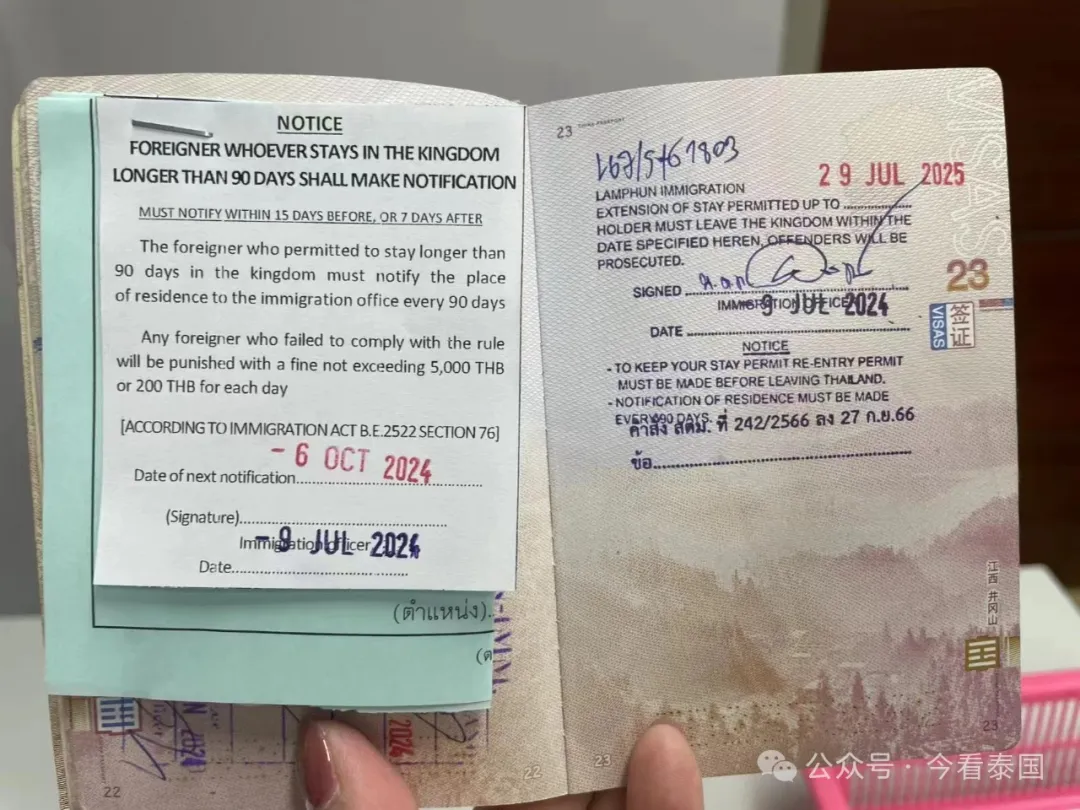 NOTICE
FOREIGNER WHOEVER STAYS IN THE KINGDOM
LONGER THAN 90 DAYS SHALL MAKE NOTIFICATION
MUST NOTIFY WITHIN 15 DAYS BEFORE, OR 7 DAYS AFTER
The foreigner who permitted to stay longer than
90 days in the kingdom must notify the place
of residence to the immigration office every 90 days
Any foreigner who failed to comply with the rule
will be punished with a fine not exceeding 5,000 THB
or 200 THB for each day
[ACCORDING TO IMMIGRATION ACT B.E.2522 SECTION 76]
- 6 OCT 2024
Date of next notification
(Signature)
Immigration officer
- 9 JUL 2024
Date
(ตำแหน่ง)
2024
22
22
23
29 JUL 2025
LAMPHUN IMMIGRATION
EXTENSION OF STAY PERMITTED UP TO
HOLDER MUST LEAVE THE KINGDOM WITHIN THE
DATE SPECIFIED HEREN, OFFENDERS WILL BE
PROSECUTED.
SIGNED
IMMIGRATION OFFICE
- 9 JUL 2024
DATE
NOTICE
- TO KEEP YOUR STAY PERMIT RE-ENTRY PERMIT
MUST BE MADE BEFORE LEAVING THAILAND.
- NOTIFICATION OF RESIDENCE MUST BE MADE
EVERY 90 DAYS.
คำสั่ง สตม. ที่ 242/2566 ลง 27 ก.ย.66
ข้อ
VISAS
23
签证
VISAS
江西 井冈山
23
23
公众号 · 今看泰国